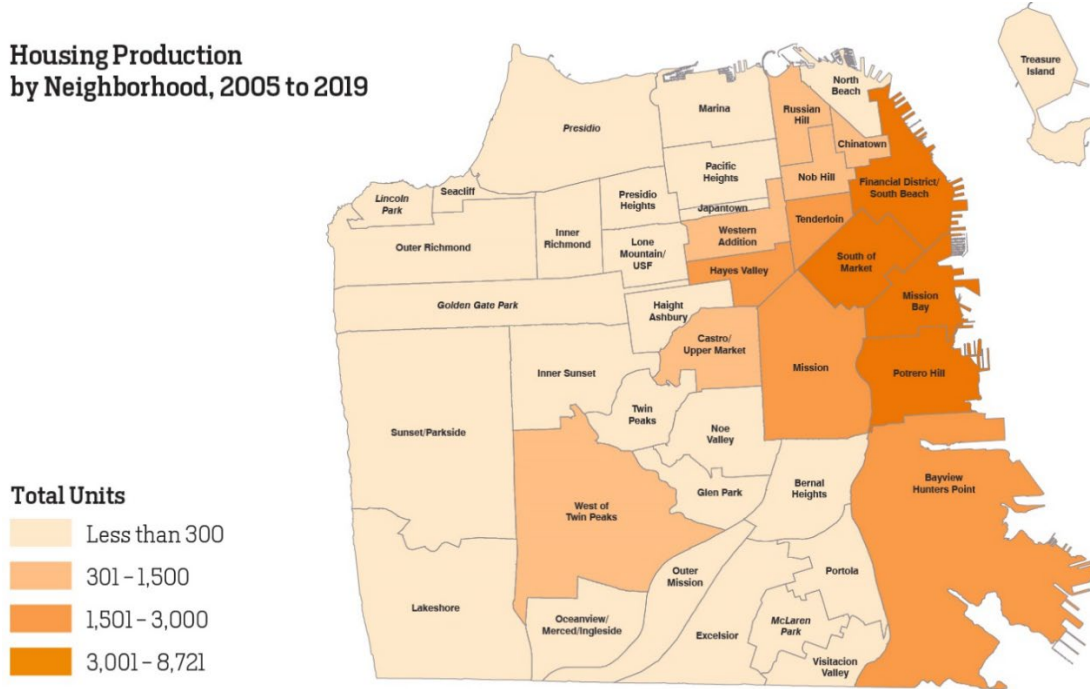 Housing Production
by Neighborhood, 2005 to 2019
Treasure
Island
North
Beach
Marina
Russian
Hill
Presidio
Chinatown
Pacific
Heights
Nob Hill
Seacliff
Lincoln
Park
Presidio
Heights
Financial District/
South Beach
Japantown
Tenderloin
Inner
Richmond
Outer Richmond
Western
Addition
Lone
Mountain/
USF
South of
Market
Hayes Valley
Golden Gate Park
Haight
Ashbury
Mission
Bay
Castro/
Upper Market
Mission
Inner Sunset
Potrero Hill
Twin
Peaks
Noe
Valley
Sunset/Parkside
Bayview
Hunters Point
Bernal
Heights
Glen Park
West of
Twin Peaks
Outer
Mission
Portola
Lakeshore
Oceanview/
Merced/Ingleside
McLaren
Park
Excelsior
Visitacion
Valley
Total Units
Less than 300
301 – 1,500
1,501 – 3,000
3,001 – 8,721